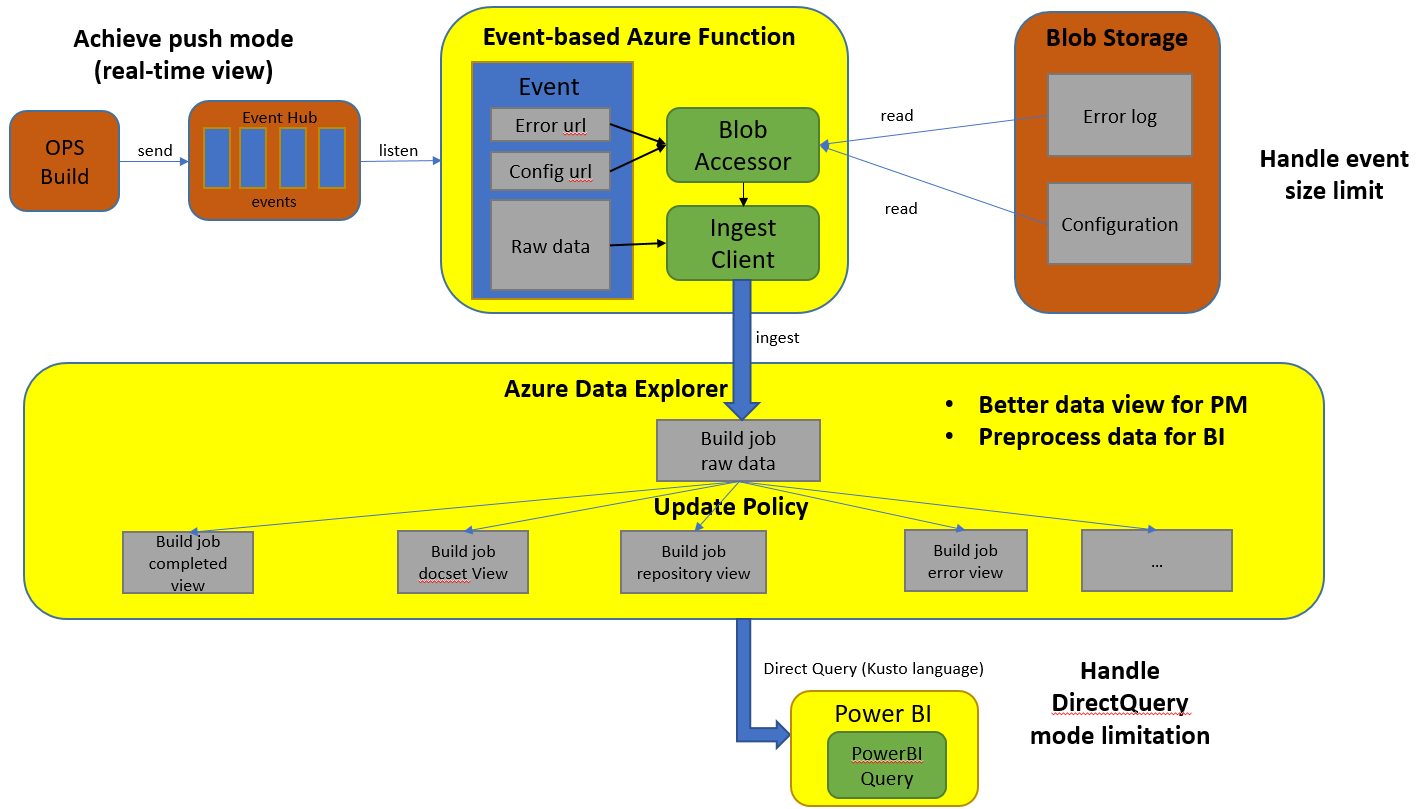 Achieve push mode
(real-time view)
OPS
Build
send
Event Hub
events
listen
Event-based Azure Function
Event
Error url
Config url
Raw data
Blob
Accessor
Ingest
Client
read
read
Blob Storage
Error log
Configuration
Handle event
size limit
ingest
Azure Data Explorer
• Better data view for PM
• Preprocess data for BI
Build job
raw data
Update Policy
Build job
completed
view
Build job
docset View
Build job
repository view
Build job
error view
...
Direct Query (Kusto language)
Power BI
PowerBI
Query
Handle
DirectQuery
mode limitation